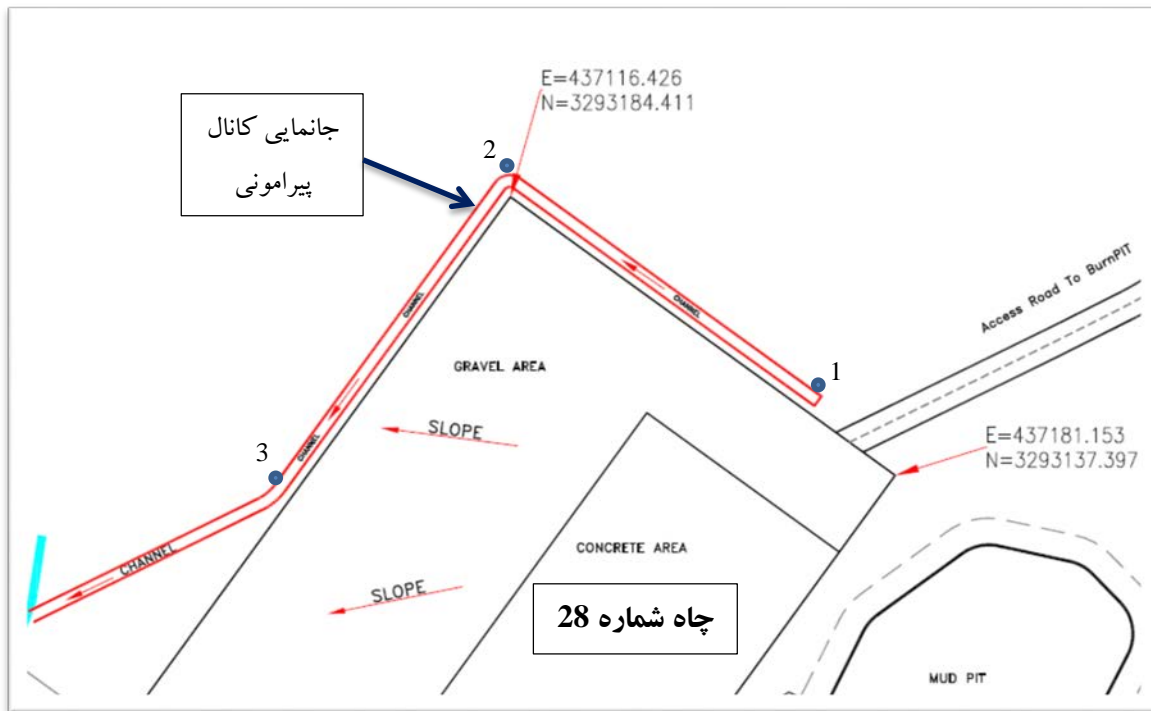 E=437116.426
N=3293184.411
جانمایی کانال
پیرامونی
2
CHANNEL
CHANNEL
Access Road To BurnPIT
GRAVEL AREA
1
SLOPE
E=437181.153
N=3293137.397
3
CHANNEL
CHANNEL
CONCRETE AREA
SLOPE
چاه شماره 28
MUD PIT